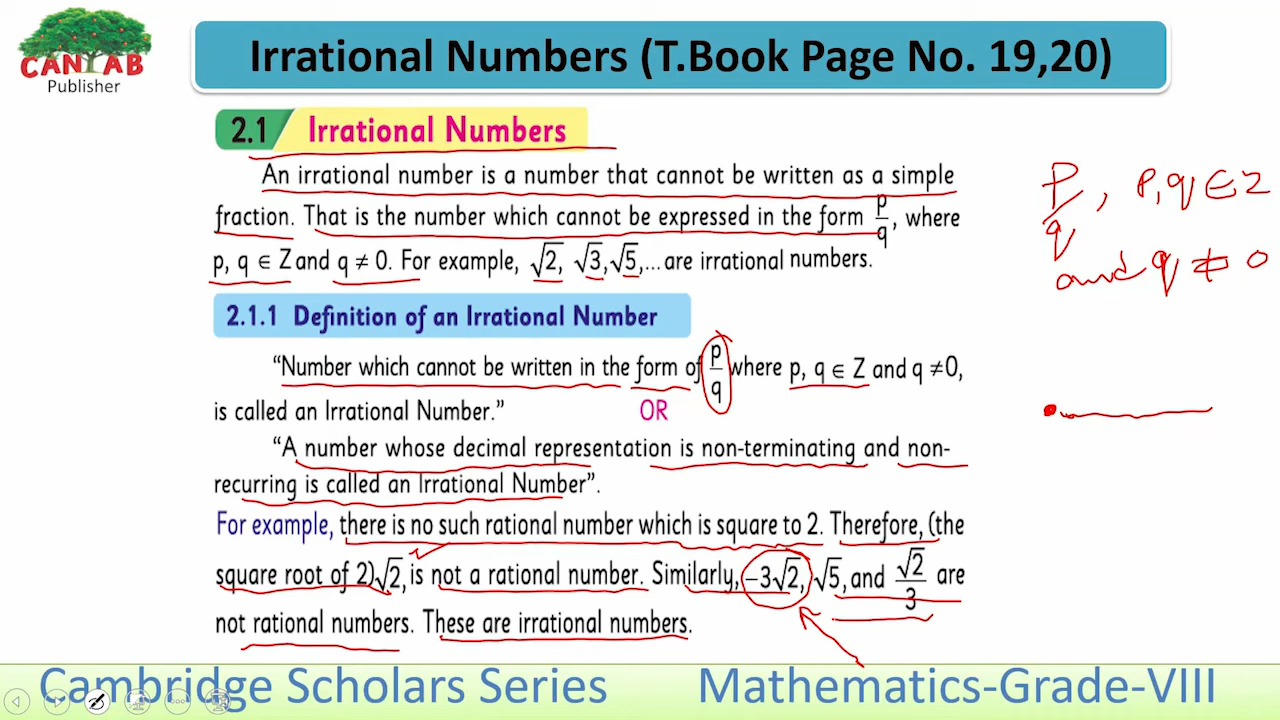 CANTAB
Publisher
Irrational Numbers (T.Book Page No. 19,20)
2.1 Irrational Numbers
An irrational number is a number that cannot be written as a simple
fraction. That is the number which cannot be expressed in the form p/q, where
p, q ∈ Z and q ≠ 0. For example, √2, √3, √5,... are irrational numbers.
2.1.1 Definition of an Irrational Number
“Number which cannot be written in the form of p/q where p, q ∈ Z and q ≠0,
is called an Irrational Number.” OR
“A number whose decimal representation is non-terminating and non-
recurring is called an Irrational Number”.
For example, there is no such rational number which is square to 2. Therefore, (the
square root of 2)√2, is not a rational number. Similarly, −3√2, √5, and √2/3 are
not rational numbers. These are irrational numbers.
p/q, p,q ∈ Z
and q ≠ 0
Cambridge Scholars Series Mathematics-Grade-VIII